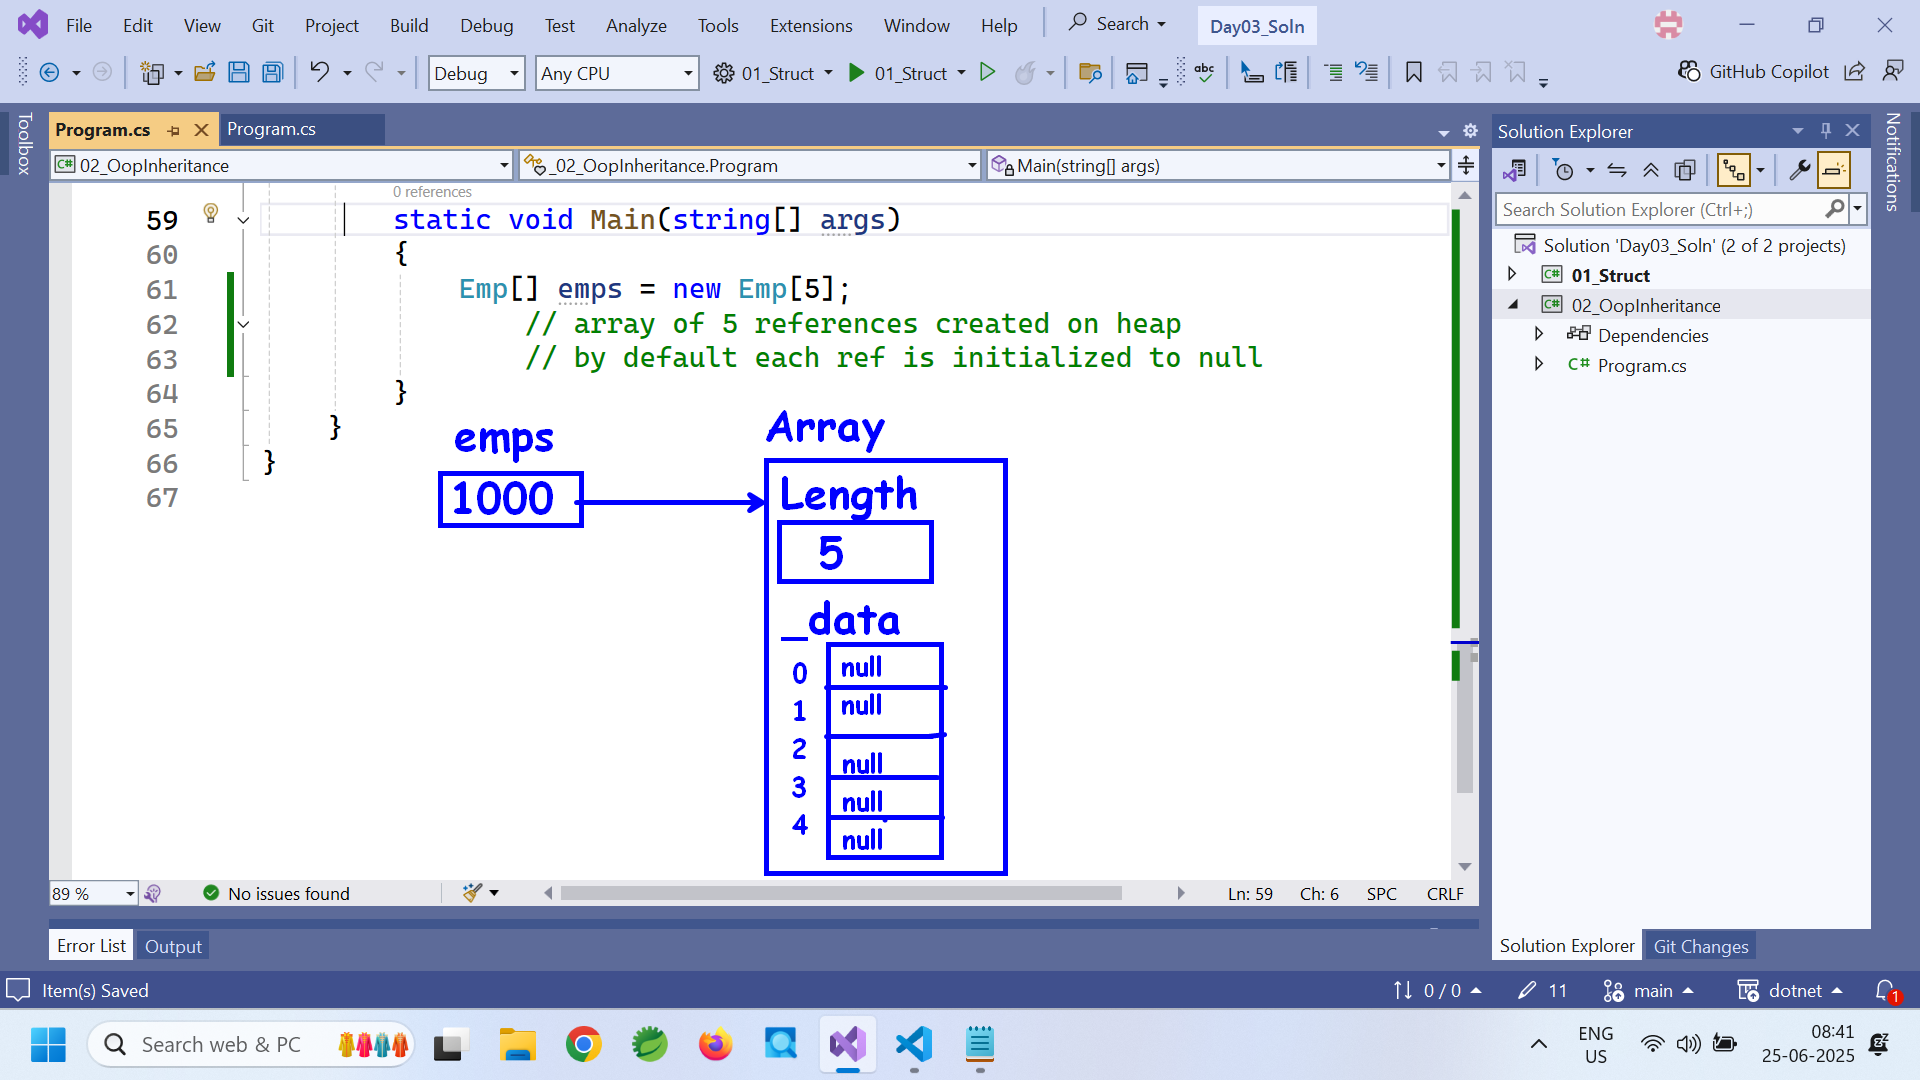 File Edit View Git Project Build Debug Test Analyze Tools Extensions Window Help Search Day03_Soln
Debug Any CPU 01_Struct 01_Struct abc GitHub Copilot
Toolbox
Program.cs
Program.cs
C# 02_OopInheritance _02_OopInheritance.Program Main(string[] args)
0 references
59 static void Main(string[] args)
60 {
61 Emp[] emps = new Emp[5];
62 // array of 5 references created on heap
63 // by default each ref is initialized to null
64 }
65 }
66 }
67
emps
1000
Array
Length
5
_data
0 null
1 null
2 null
3 null
4 null
89 % No issues found Ln: 59 Ch: 6 SPC CRLF
Error List Output
Solution Explorer
Search Solution Explorer (Ctrl+;)
Solution 'Day03_Soln' (2 of 2 projects)
C# 01_Struct
C# 02_OopInheritance
Dependencies
C# Program.cs
Solution Explorer Git Changes
Notifications
Item(s) Saved 0 / 0 11 main dotnet 1
Search web & PC
ENG
US
08:41
25-06-2025